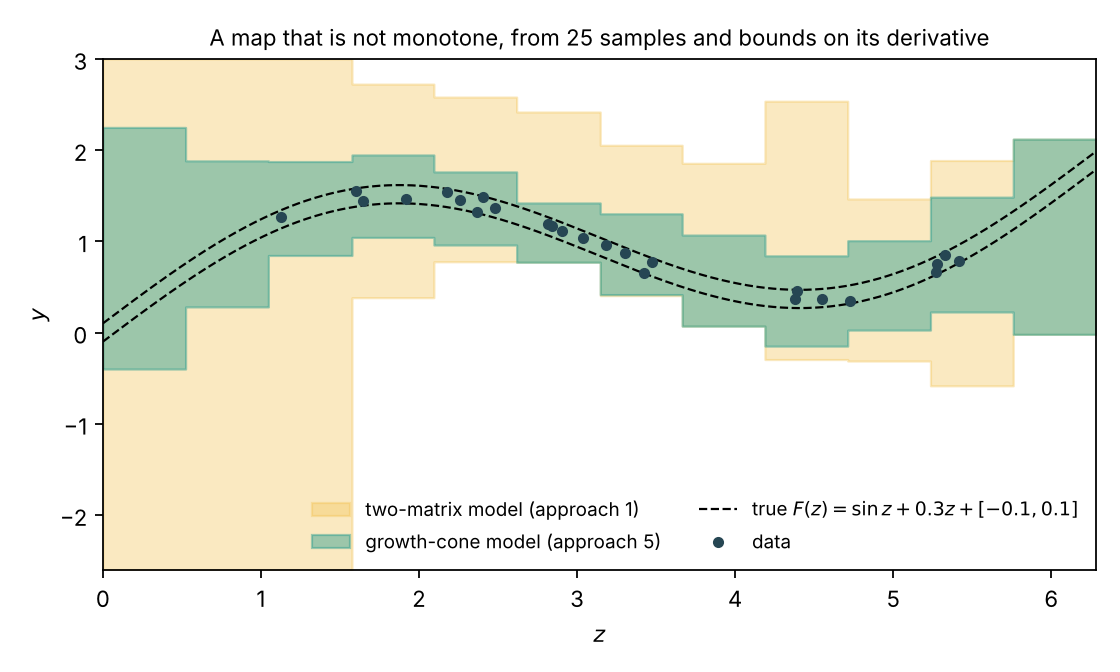 A map that is not monotone, from 25 samples and bounds on its derivative
3
2
1
0
−1
−2
y
0 1 2 3 4 5 6
z
two-matrix model (approach 1)
growth-cone model (approach 5)
true F(z) = sin z + 0.3z + [−0.1, 0.1]
data